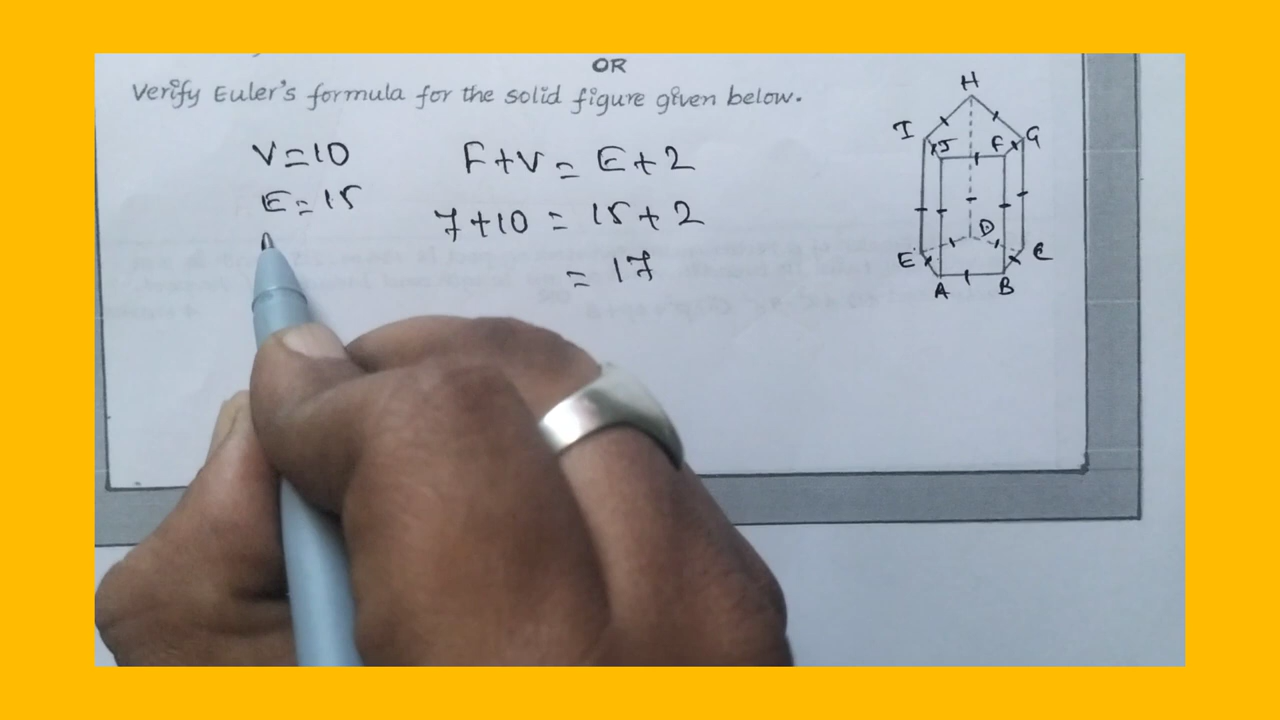 OR
Verify Euler's formula for the solid figure given below.
V=10
E=15
F+V=E+2
7+10=15+2
=17
H
I
J
F
G
D
E
C
A
B